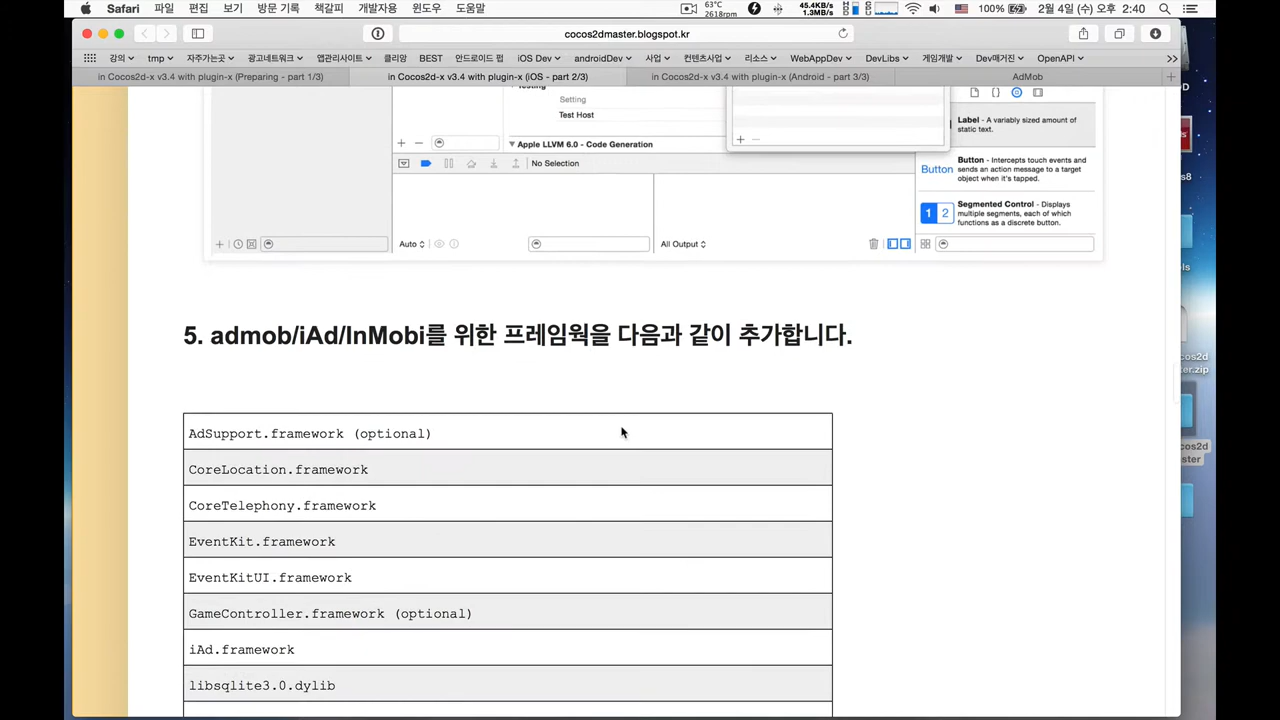 Safari 파일 편집 보기 방문 기록 책갈피 개발자용 윈도우 도움말
63°C
2618rpm
45.4KB/s
1.3MB/s
100%
2월 4일 (수) 오후 2:40
cocos2dmaster.blogspot.kr
강의 tmp 자주가는곳 광고네트워크 앱관리사이트 클리앙 BEST 안드로이드 펍 iOS Dev androidDev 사업 컨텐츠사업 리소스 WebAppDev DevLibs 게임개발 Dev매거진 OpenAPI
in Cocos2d-x v3.4 with plugin-x (Preparing - part 1/3)
in Cocos2d-x v3.4 with plugin-x (iOS - part 2/3)
in Cocos2d-x v3.4 with plugin-x (Android - part 3/3)
AdMob
Testing
Setting
Test Host
Apple LLVM 6.0 - Code Generation
No Selection
Auto
All Output
Label - A variably sized amount of
static text.
Button
Button - Intercepts touch events and
sends an action message to a target
object when it's tapped.
1 2
Segmented Control - Displays
multiple segments, each of which
functions as a discrete button.
5. admob/iAd/InMobi를 위한 프레임웍을 다음과 같이 추가합니다.
AdSupport.framework (optional)
CoreLocation.framework
CoreTelephony.framework
EventKit.framework
EventKitUI.framework
GameController.framework (optional)
iAd.framework
libsqlite3.0.dylib